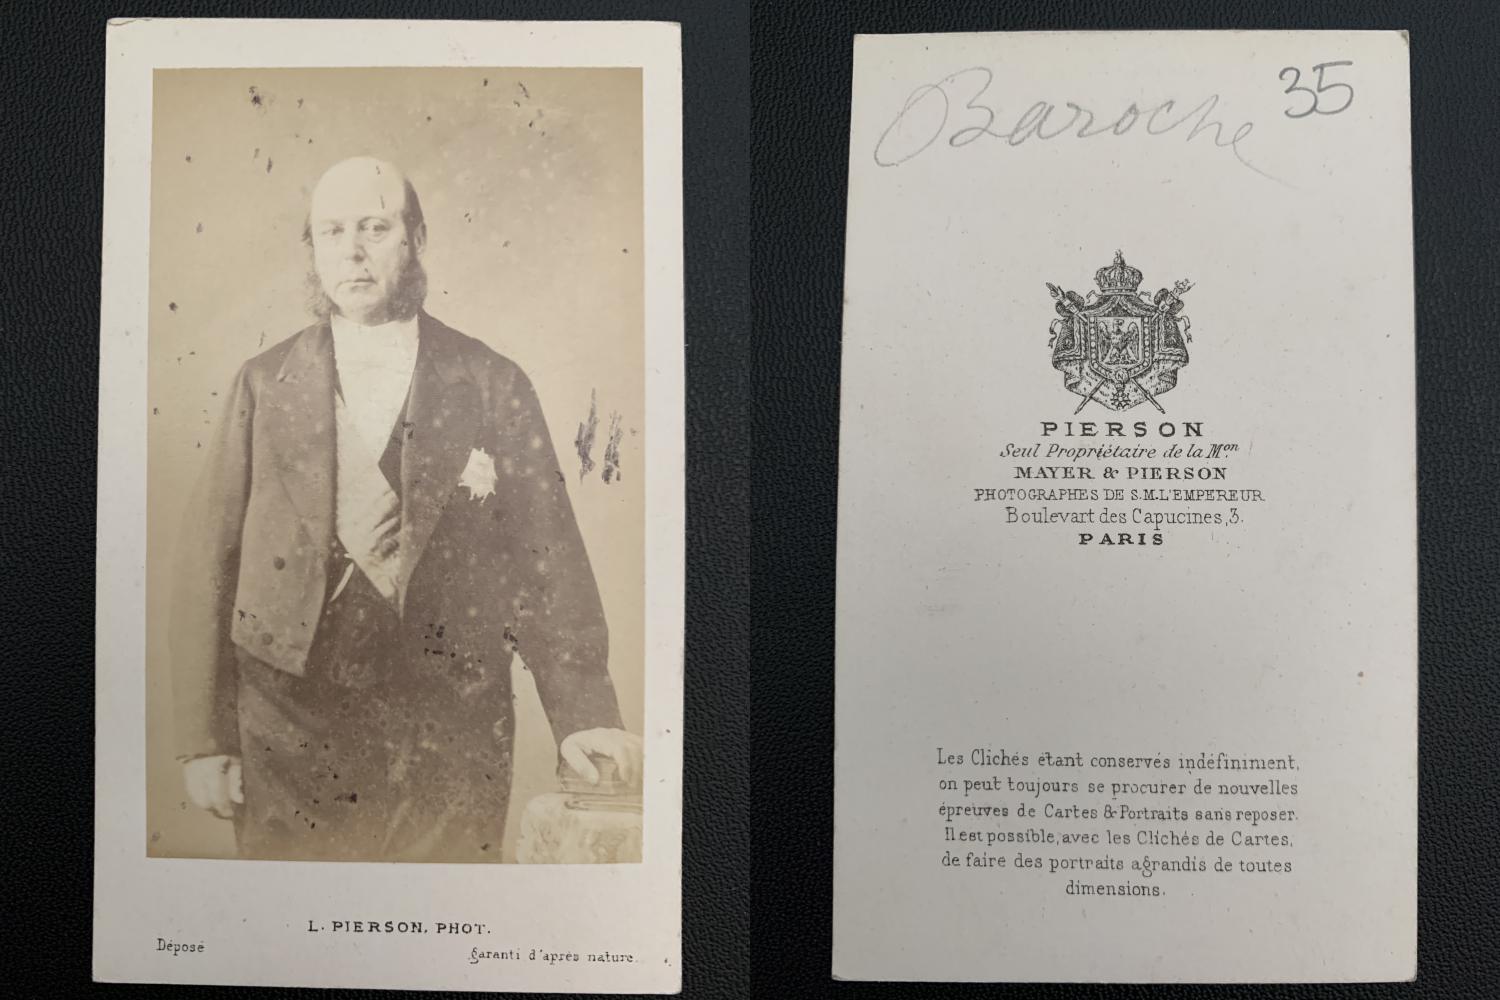 L. PIERSON, PHOT.
Déposé
garanti d'après nature.
Baroche 35
PIERSON
Seul Propriétaire de la Mon.
MAYER & PIERSON
PHOTOGRAPHES DE S.M.L'EMPEREUR
Boulevart des Capucines, 3.
PARIS
Les Clichés étant conservés indéfiniment,
on peut toujours se procurer de nouvelles
épreuves de Cartes & Portraits sans reposer.
Il est possible, avec les Clichés de Cartes,
de faire des portraits agrandis de toutes
dimensions.